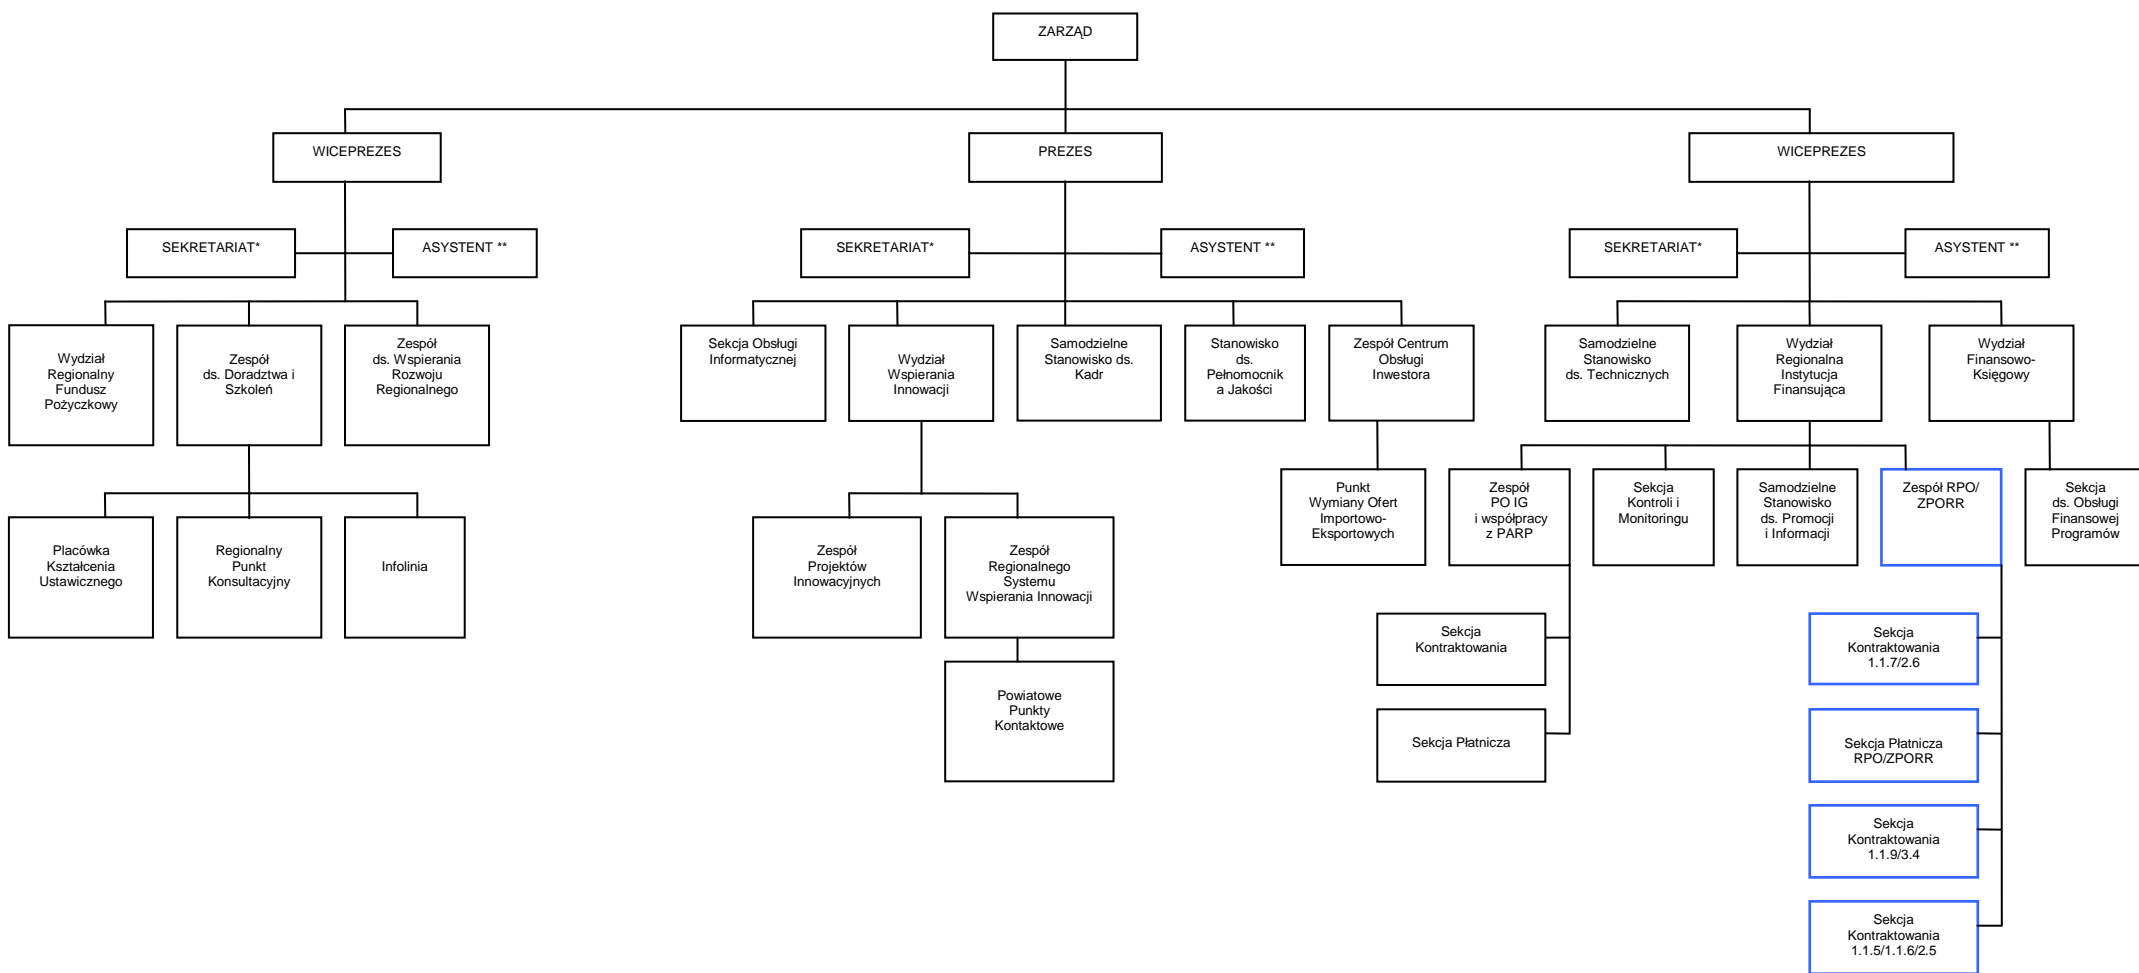 ZARZĄD
WICEPREZES
PREZES
WICEPREZES
SEKRETARIAT*
ASYSTENT **
SEKRETARIAT*
ASYSTENT **
SEKRETARIAT*
ASYSTENT **
Wydział
Regionalny
Fundusz
Pożyczkowy
Zespół
ds. Doradztwa i
Szkoleń
Zespół
ds. Wspierania
Rozwoju
Regionalnego
Sekcja Obsługi
Informatycznej
Wydział
Wspierania
Innowacji
Samodzielne
Stanowisko ds.
Kadr
Stanowisko
ds.
Pełnomocnik
a Jakości
Zespół Centrum
Obsługi
Inwestora
Samodzielne
Stanowisko
ds. Technicznych
Wydział
Regionalna
Instytucja
Finansująca
Wydział
Finansowo-
Księgowy
Punkt
Wymiany Ofert
Importowo-
Eksportowych
Zespół
PO IG
i współpracy
z PARP
Sekcja
Kontroli i
Monitoringu
Samodzielne
Stanowisko
ds. Promocji
i Informacji
Zespół RPO/
ZPORR
Sekcja
ds. Obsługi
Finansowej
Programów
Placówka
Kształcenia
Ustawicznego
Regionalny
Punkt
Konsultacyjny
Infolinia
Zespół
Projektów
Innowacyjnych
Zespół
Regionalnego
Systemu
Wspierania Innowacji
Sekcja
Kontraktowania
Sekcja
Kontraktowania
1.1.7/2.6
Powiatowe
Punkty
Kontaktowe
Sekcja Płatnicza
Sekcja Płatnicza
RPO/ZPORR
Sekcja
Kontraktowania
1.1.9/3.4
Sekcja
Kontraktowania
1.1.5/1.1.6/2.5